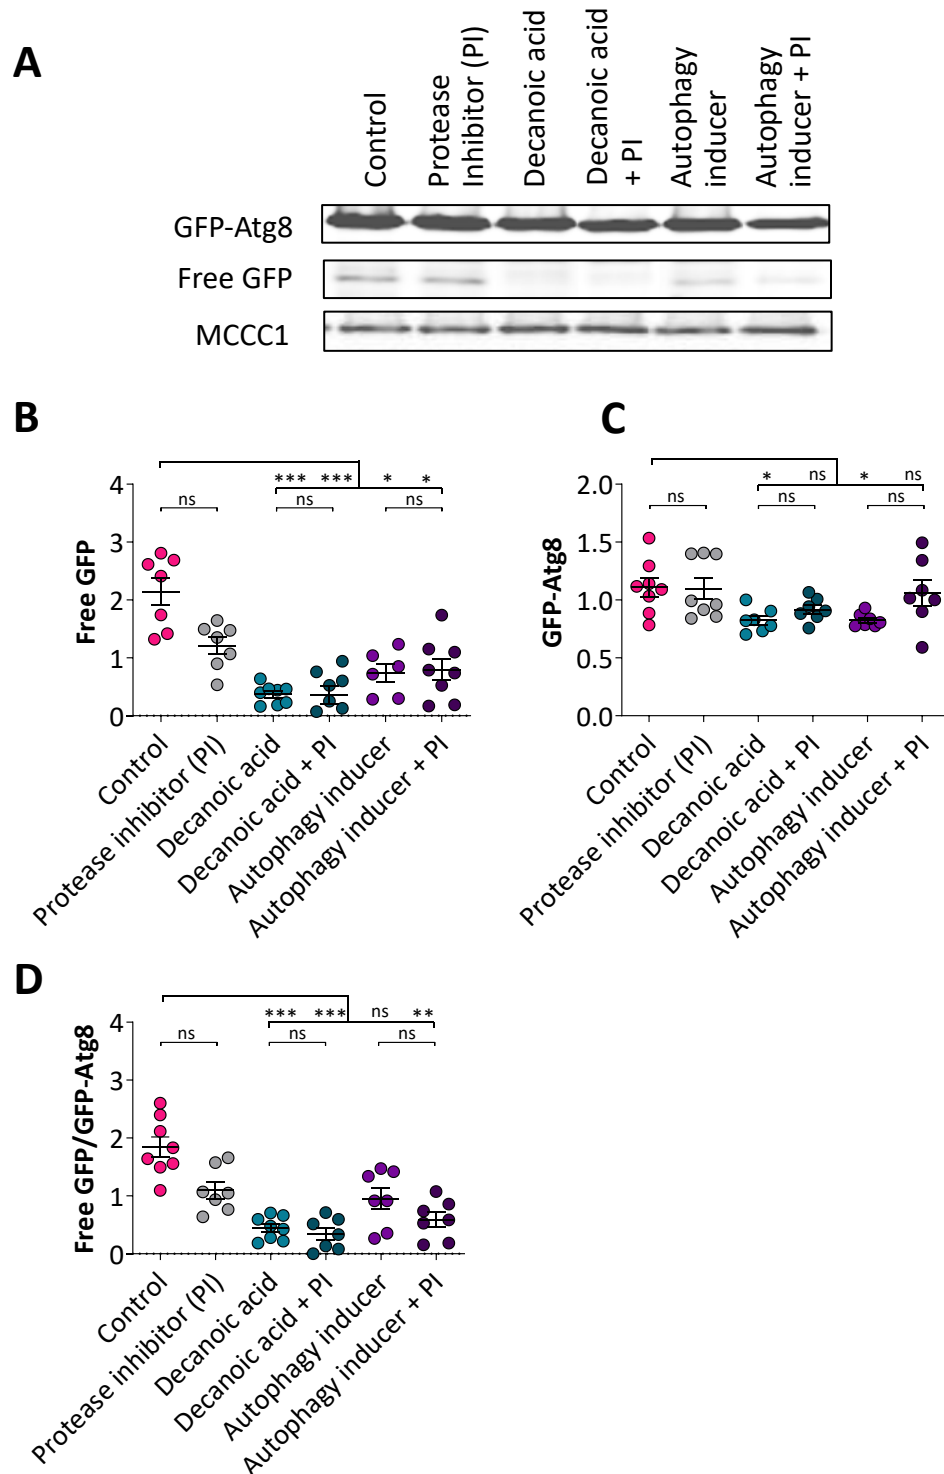 A
Control
Protease
Inhibitor (PI)
Decanoic acid
Decanoic acid
+ PI
Autophagy
inducer
Autophagy
inducer + PI
GFP-Atg8
Free GFP
MCCC1
B
*** *** * *
ns ns ns
4
3
2
1
0
Free GFP
Control
Protease inhibitor (PI)
Decanoic acid
Decanoic acid + PI
Autophagy inducer
Autophagy inducer + PI
C
* ns * ns
ns ns ns
2.0
1.5
1.0
0.5
0.0
GFP-Atg8
Control
Protease inhibitor (PI)
Decanoic acid
Decanoic acid + PI
Autophagy inducer
Autophagy inducer + PI
D
*** *** ns **
ns ns ns
4
3
2
1
0
Free GFP/GFP-Atg8
Control
Protease inhibitor (PI)
Decanoic acid
Decanoic acid + PI
Autophagy inducer
Autophagy inducer + PI